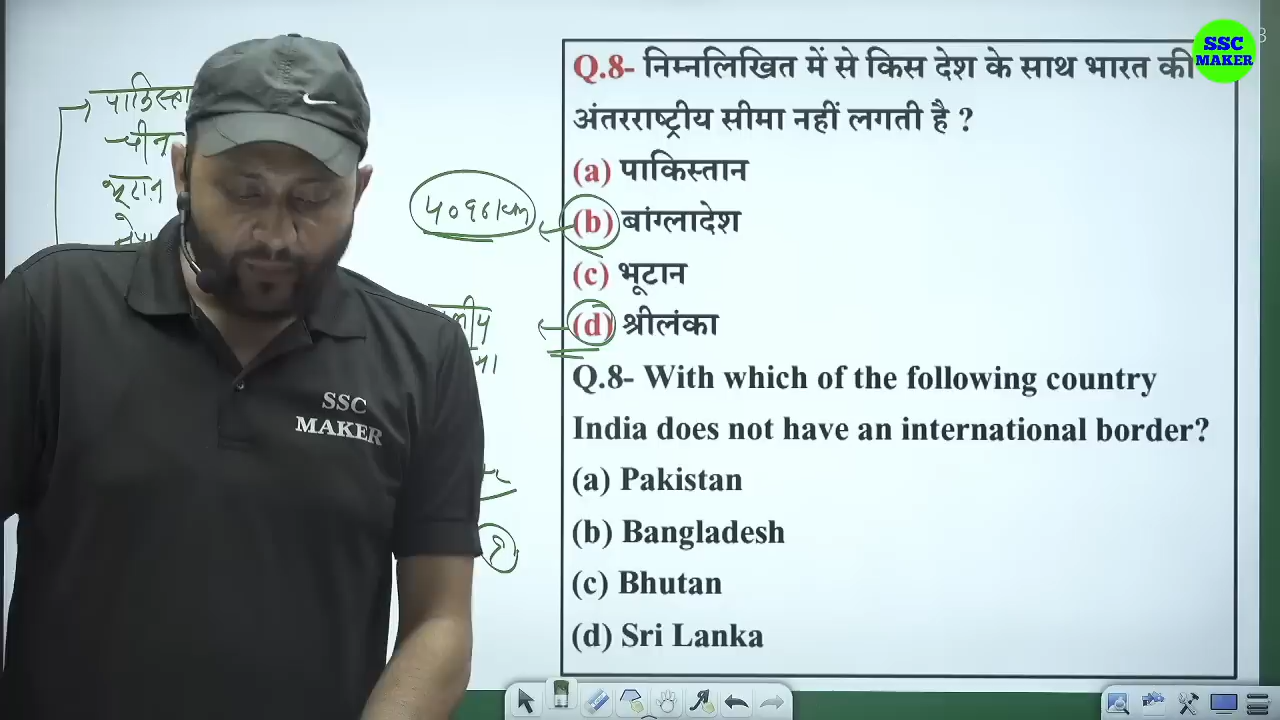 SSC
MAKER
Q.8- निम्नलिखित में से किस देश के साथ भारत की
अंतरराष्ट्रीय सीमा नहीं लगती है ?
(a) पाकिस्तान
(b) बांग्लादेश
(c) भूटान
(d) श्रीलंका
Q.8- With which of the following country
India does not have an international border?
(a) Pakistan
(b) Bangladesh
(c) Bhutan
(d) Sri Lanka
चीन
भूटान
SSC
MAKER